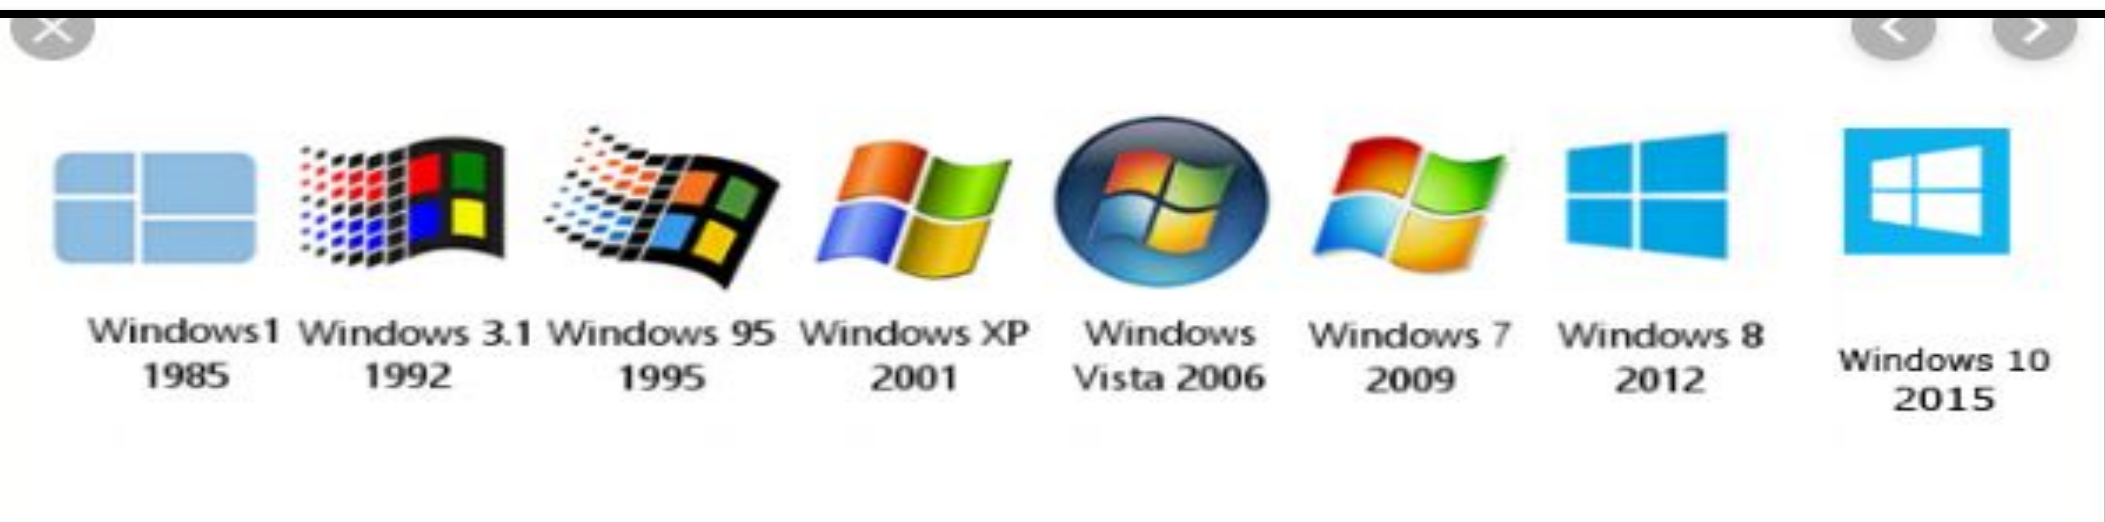 Windows1
1985
Windows 3.1
1992
Windows 95
1995
Windows XP
2001
Windows
Vista 2006
Windows 7
2009
Windows 8
2012
Windows 10
2015